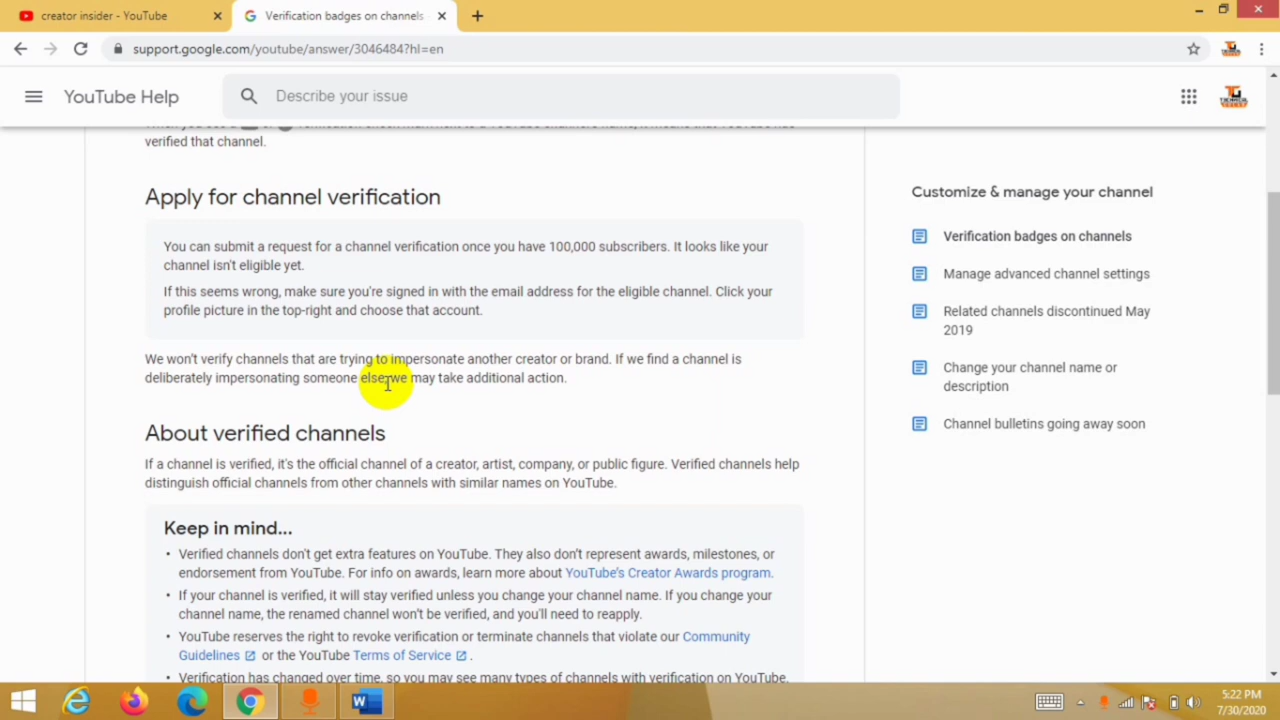 creator insider - YouTube
Verification badges on channels
support.google.com/youtube/answer/3046484?hl=en
YouTube Help
Describe your issue
verified that channel.
Apply for channel verification
You can submit a request for a channel verification once you have 100,000 subscribers. It looks like your
channel isn't eligible yet.
If this seems wrong, make sure you're signed in with the email address for the eligible channel. Click your
profile picture in the top-right and choose that account.
We won't verify channels that are trying to impersonate another creator or brand. If we find a channel is
deliberately impersonating someone else we may take additional action.
About verified channels
If a channel is verified, it's the official channel of a creator, artist, company, or public figure. Verified channels help
distinguish official channels from other channels with similar names on YouTube.
Keep in mind...
• Verified channels don't get extra features on YouTube. They also don't represent awards, milestones, or
endorsement from YouTube. For info on awards, learn more about YouTube's Creator Awards program.
• If your channel is verified, it will stay verified unless you change your channel name. If you change your
channel name, the renamed channel won't be verified, and you'll need to reapply.
• YouTube reserves the right to revoke verification or terminate channels that violate our Community
Guidelines or the YouTube Terms of Service .
• Verification has changed over time, so you may see many types of channels with verification on YouTube.
Customize & manage your channel
Verification badges on channels
Manage advanced channel settings
Related channels discontinued May
2019
Change your channel name or
description
Channel bulletins going away soon
5:22 PM
7/30/2020